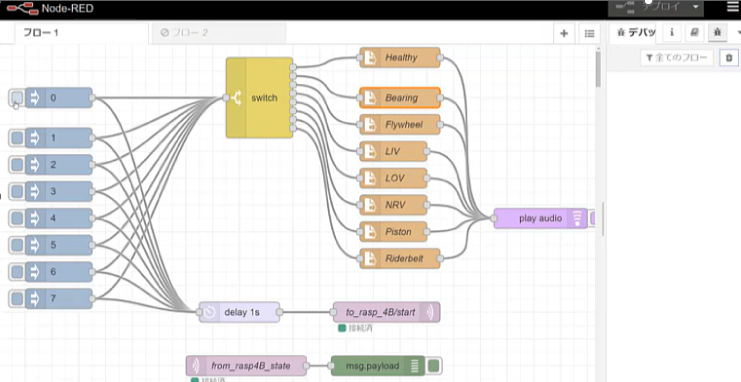 Node-RED
デプロイ
フロー 1
フロー 2
デバッ
全てのフロー
0
1
2
3
4
5
6
7
switch
Healthy
Bearing
Flywheel
LIV
LOV
NRV
Piston
Riderbelt
play audio
delay 1s
to_rasp_4B/start
接続済
from_rasp4B_state
msg.payload
接続済